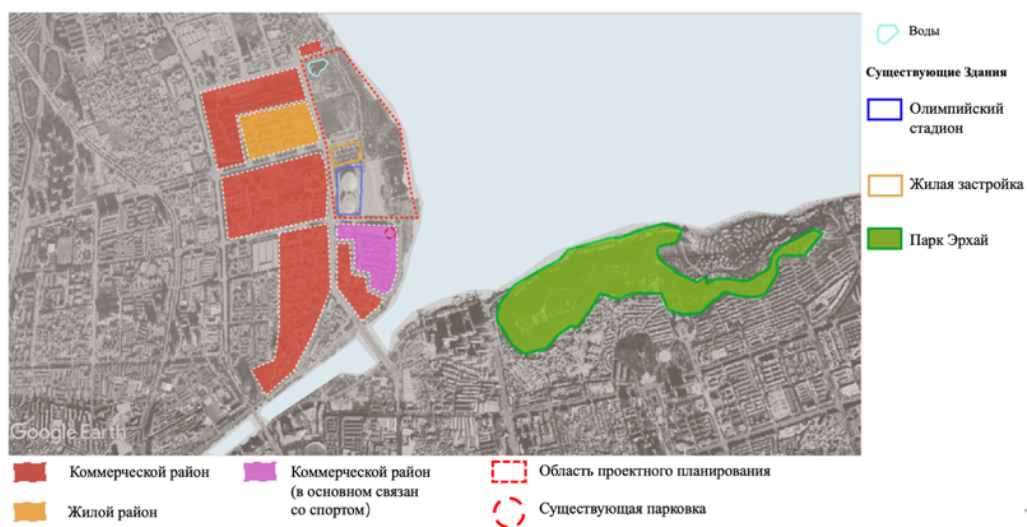 Воды
Существующие Здания
Олимпийский
стадион
Жилая застройка
Парк Эрхай
Google Earth
Коммерческой район
Коммерческой район
(в основном связан
со спортом)
Область проектного планирования
Жилой район
Существующая парковка